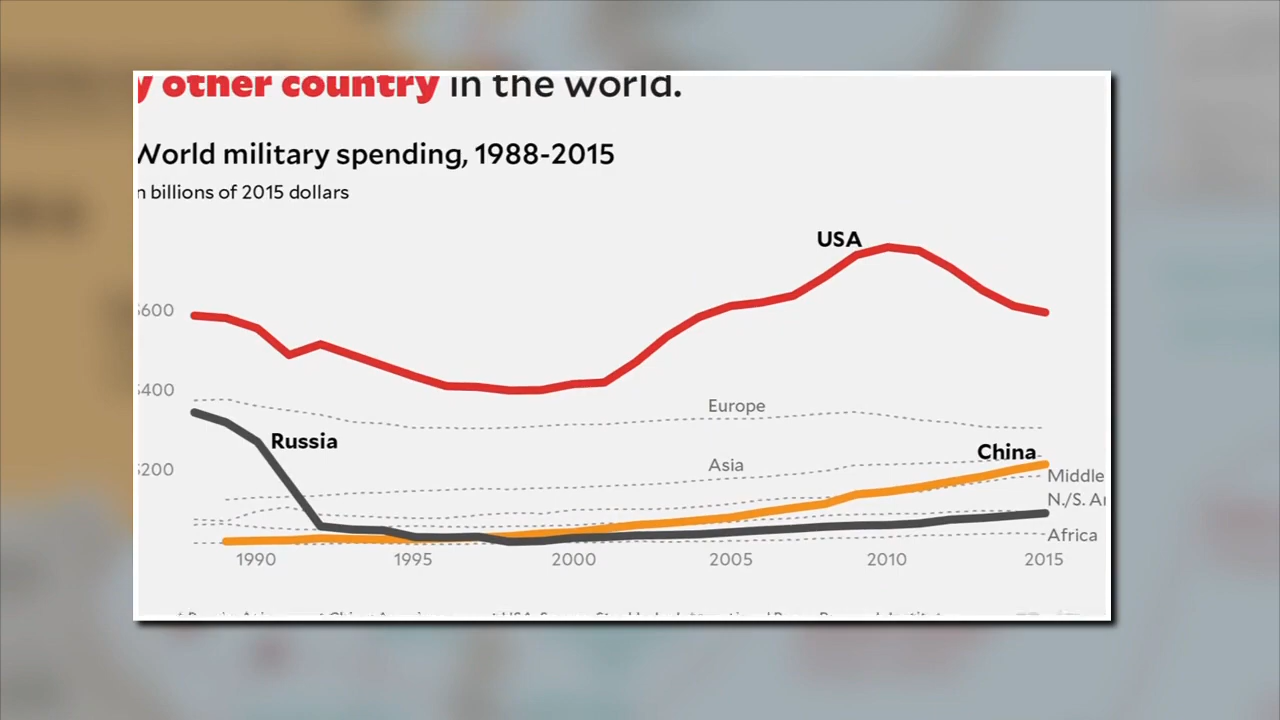 y other country in the world.
World military spending, 1988-2015
n billions of 2015 dollars
USA
$600
$400
Europe
Russia
China
Asia
$200
Middle
N./S. Ar
Africa
1990 1995 2000 2005 2010 2015